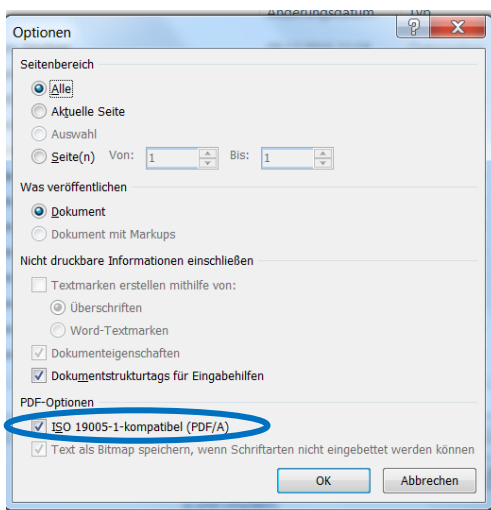 Änderungsdatum Typ
Optionen
Seitenbereich
Alle
Aktuelle Seite
Auswahl
Seite(n) Von: 1 Bis: 1
Was veröffentlichen
Dokument
Dokument mit Markups
Nicht druckbare Informationen einschließen
Textmarken erstellen mithilfe von:
Überschriften
Word-Textmarken
Dokumenteigenschaften
Dokumentstrukturtags für Eingabehilfen
PDF-Optionen
ISO 19005-1-kompatibel (PDF/A)
Text als Bitmap speichern, wenn Schriftarten nicht eingebettet werden können
OK Abbrechen